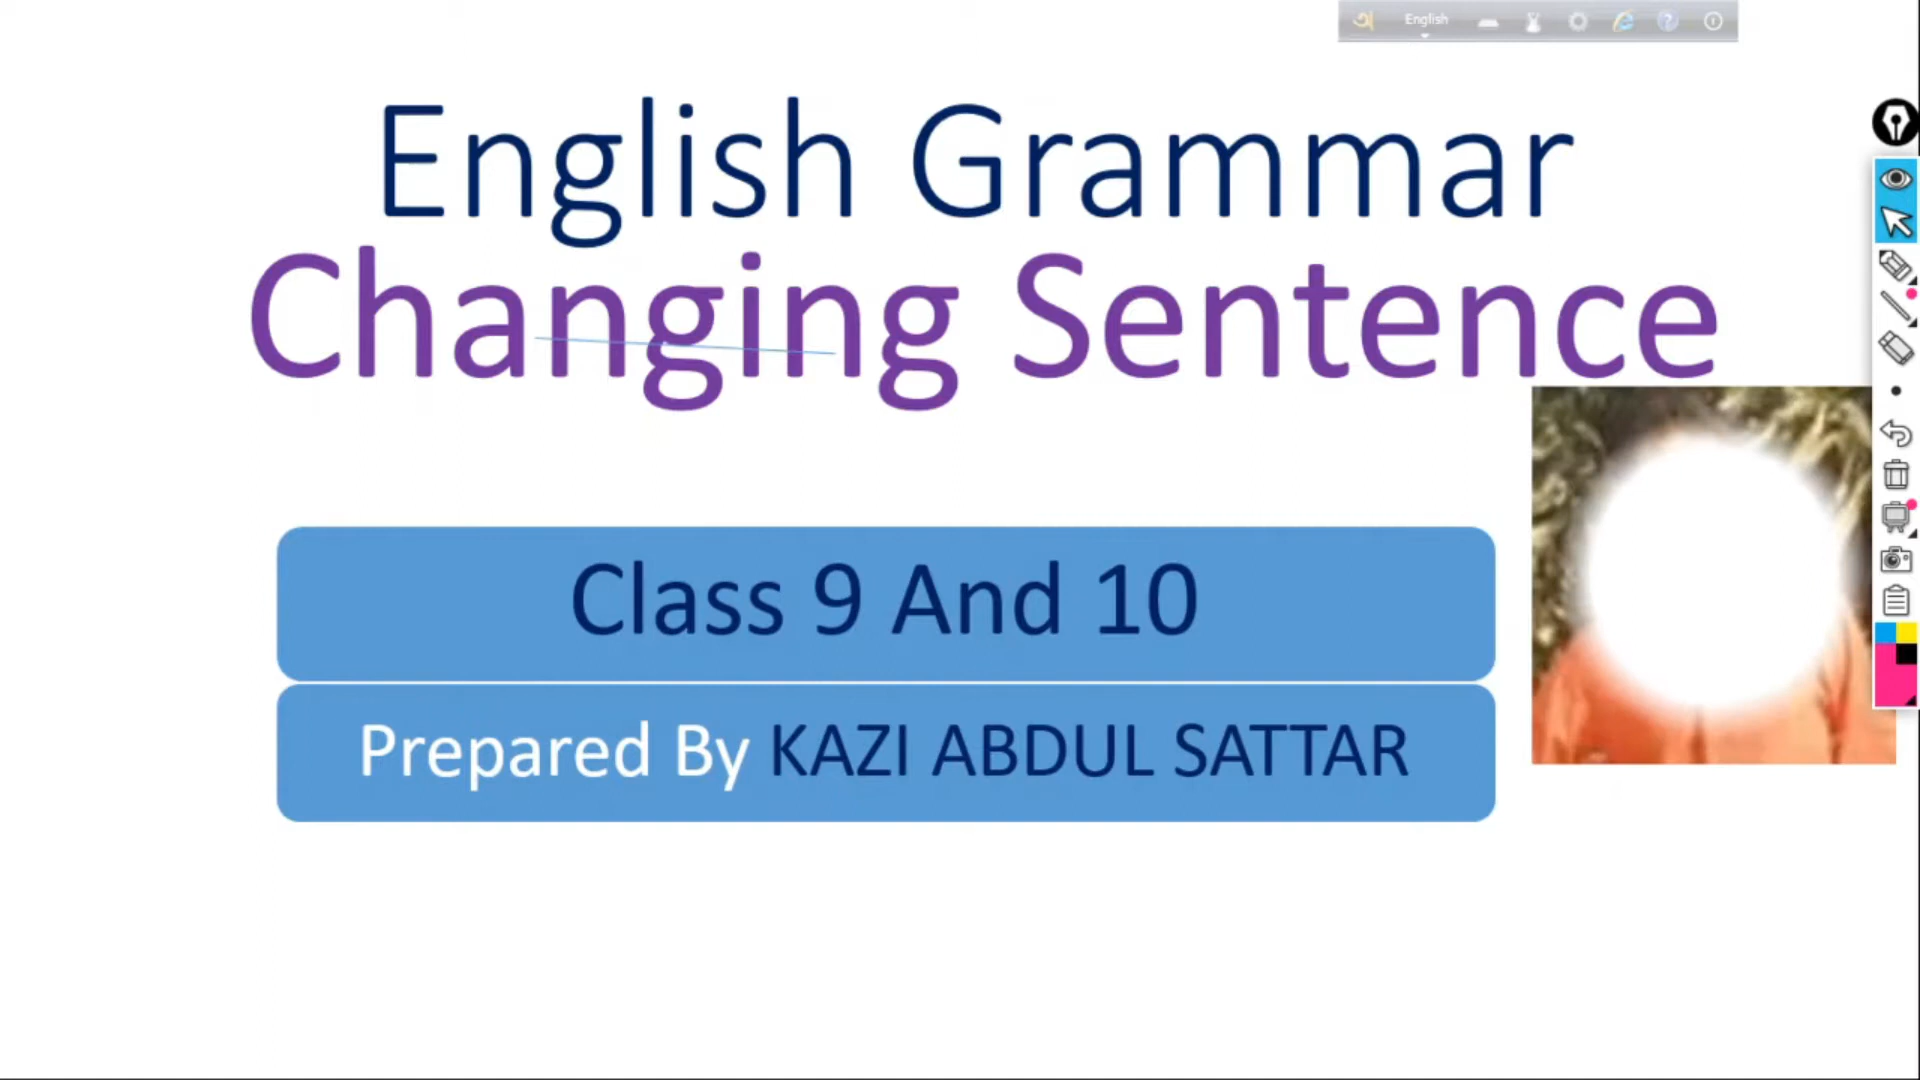 অ English
English Grammar
Changing Sentence
Class 9 And 10
Prepared By KAZI ABDUL SATTAR